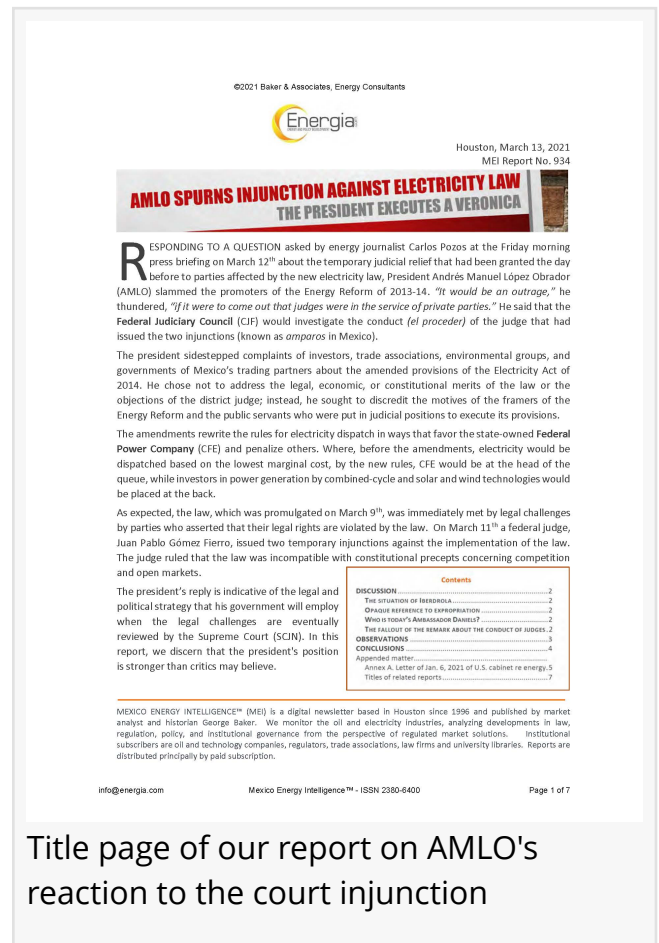 ©2021 Baker & Associates, Energy Consultants
Energia
Houston, March 13, 2021
MEI Report No. 934
AMLO SPURNS INJUNCTION AGAINST ELECTRICITY LAW
THE PRESIDENT EXECUTES A VERONICA
RESPONDING TO A QUESTION asked by energy journalist Carlos Pozos at the Friday morning
press briefing on March 12th about the temporary judicial relief that had been granted the day
before to parties affected by the new electricity law, President Andrés Manuel López Obrador
(AMLO) slammed the promoters of the Energy Reform of 2013-14. "It would be an outrage," he
thundered, "if it were to come out that judges were in the service of private parties." He said that the
Federal Judiciary Council (CJF) would investigate the conduct (el proceder) of the judge that had
issued the two injunctions (known as amparos in Mexico).
The president sidestepped complaints of investors, trade associations, environmental groups, and
governments of Mexico's trading partners about the amended provisions of the Electricity Act of
2014. He chose not to address the legal, economic, or constitutional merits of the law or the
objections of the district judge; instead, he sought to discredit the motives of the framers of the
Energy Reform and the public servants who were put in judicial positions to execute its provisions.
The amendments rewrite the rules for electricity dispatch in ways that favor the state-owned Federal
Power Company (CFE) and penalize others. Where, before the amendments, electricity would be
dispatched based on the lowest marginal cost, by the new rules, CFE would be at the head of the
queue, while investors in power generation by combined-cycle and solar and wind technologies would
be placed at the back.
As expected, the law, which was promulgated on March 9th, was immediately met by legal challenges
by parties who asserted that their legal rights are violated by the law. On March 11th a federal judge,
Juan Pablo Gómez Fierro, issued two temporary injunctions against the implementation of the law.
The judge ruled that the law was incompatible with constitutional precepts concerning competition
and open markets.
The president's reply is indicative of the legal and
political strategy that his government will employ
when the legal challenges are eventually
reviewed by the Supreme Court (SCJN). In this
report, we discern that the president's position
is stronger than critics may believe.
Contents
DISCUSSION ........ 2
THE SITUATION OF IBERDROLA ........ 2
OPAQUE REFERENCE TO EXPROPRIATION ........ 2
WHO IS TODAY'S AMBASSADOR DANIELS? ........ 2
THE FALLOUT OF THE REMARK ABOUT THE CONDUCT OF JUDGES..2
OBSERVATIONS ........ 3
CONCLUSIONS ........ 4
Appended matter........
Annex A. Letter of Jan. 6, 2021 of U.S. cabinet re energy.5
Titles of related reports ........ 7
MEXICO ENERGY INTELLIGENCE™ (MEI) is a digital newsletter based in Houston since 1996 and published by market
analyst and historian George Baker. We monitor the oil and electricity industries, analyzing developments in law,
regulation, policy, and institutional governance from the perspective of regulated market solutions. Institutional
subscribers are oil and technology companies, regulators, trade associations, law firms and university libraries. Reports are
distributed principally by paid subscription.
info@energia.com Mexico Energy Intelligence™ - ISSN 2380-6400 Page 1 of 7
Title page of our report on AMLO's
reaction to the court injunction